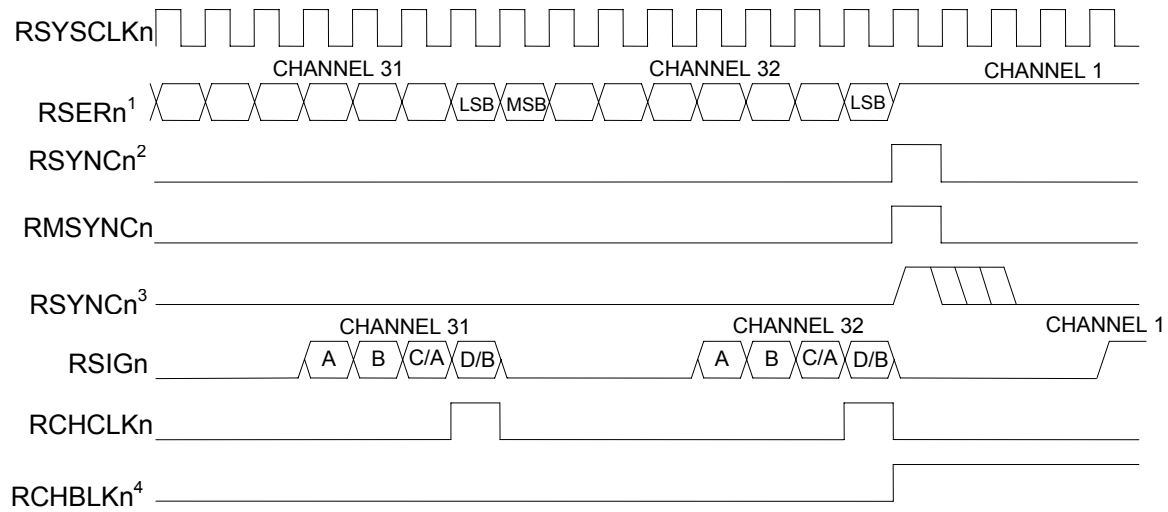 RSYSCLKn
CHANNEL 31 CHANNEL 32 CHANNEL 1
RSERn¹ LSB MSB LSB
RSYNCn²
RMSYNCn
RSYNCn³
CHANNEL 31 CHANNEL 32 CHANNEL 1
RSIGn A B C/A D/B A B C/A D/B
RCHCLKn
RCHBLKn⁴